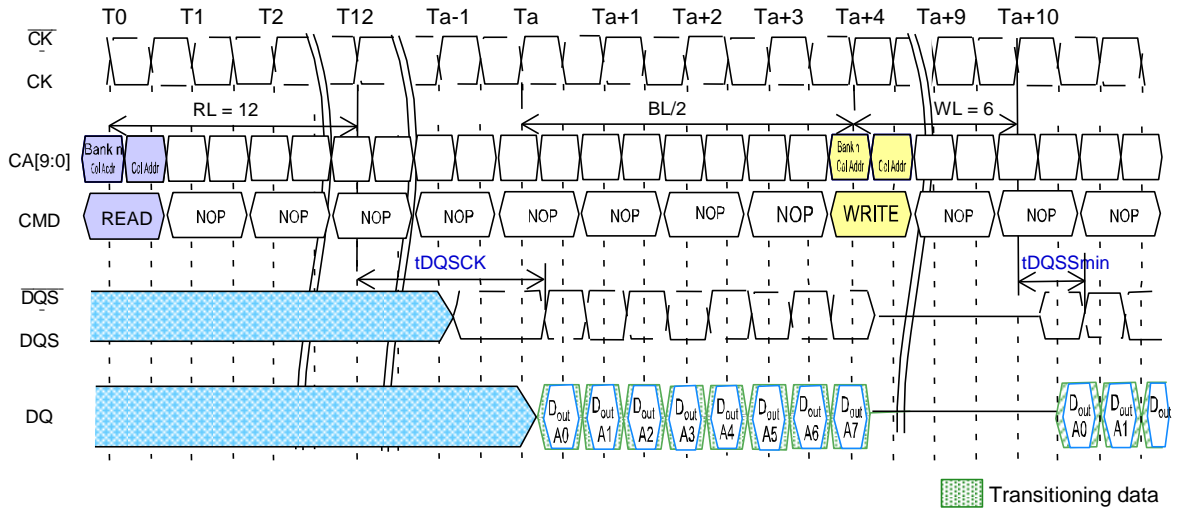 T0 T1 T2 T12 Ta-1 Ta Ta+1 Ta+2 Ta+3 Ta+4 Ta+9 Ta+10
CK
CK
RL = 12 BL/2 WL = 6
CA[9:0] Bank n Col Addr Col Addr Bank n Col Addr Col Addr
CMD READ NOP NOP NOP NOP NOP NOP NOP NOP WRITE NOP NOP NOP
tDQSCK tDQSSmin
DQS
DQS
DQ Dout A0 Dout A1 Dout A2 Dout A3 Dout A4 Dout A5 Dout A6 Dout A7 Dout A0 Dout A1 Dout
Transitioning data